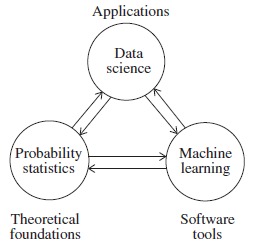 Applications
Data
science
Probability
statistics
Machine
learning
Theoretical
foundations
Software
tools